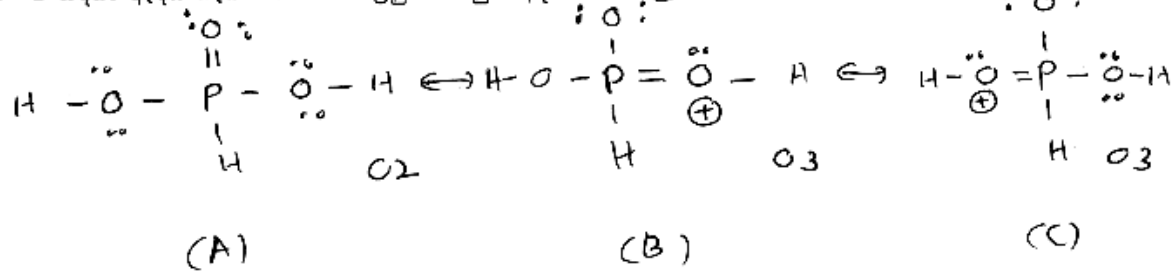 :O:        : O :        : O :
||        |        |
H - O - P - O - H ⟷ H - O - P = O - H ⟷ H - O = P - O - H
|        ⊕        ⊕
H        H        H
O2        O3        O3
(A)        (B)        (C)